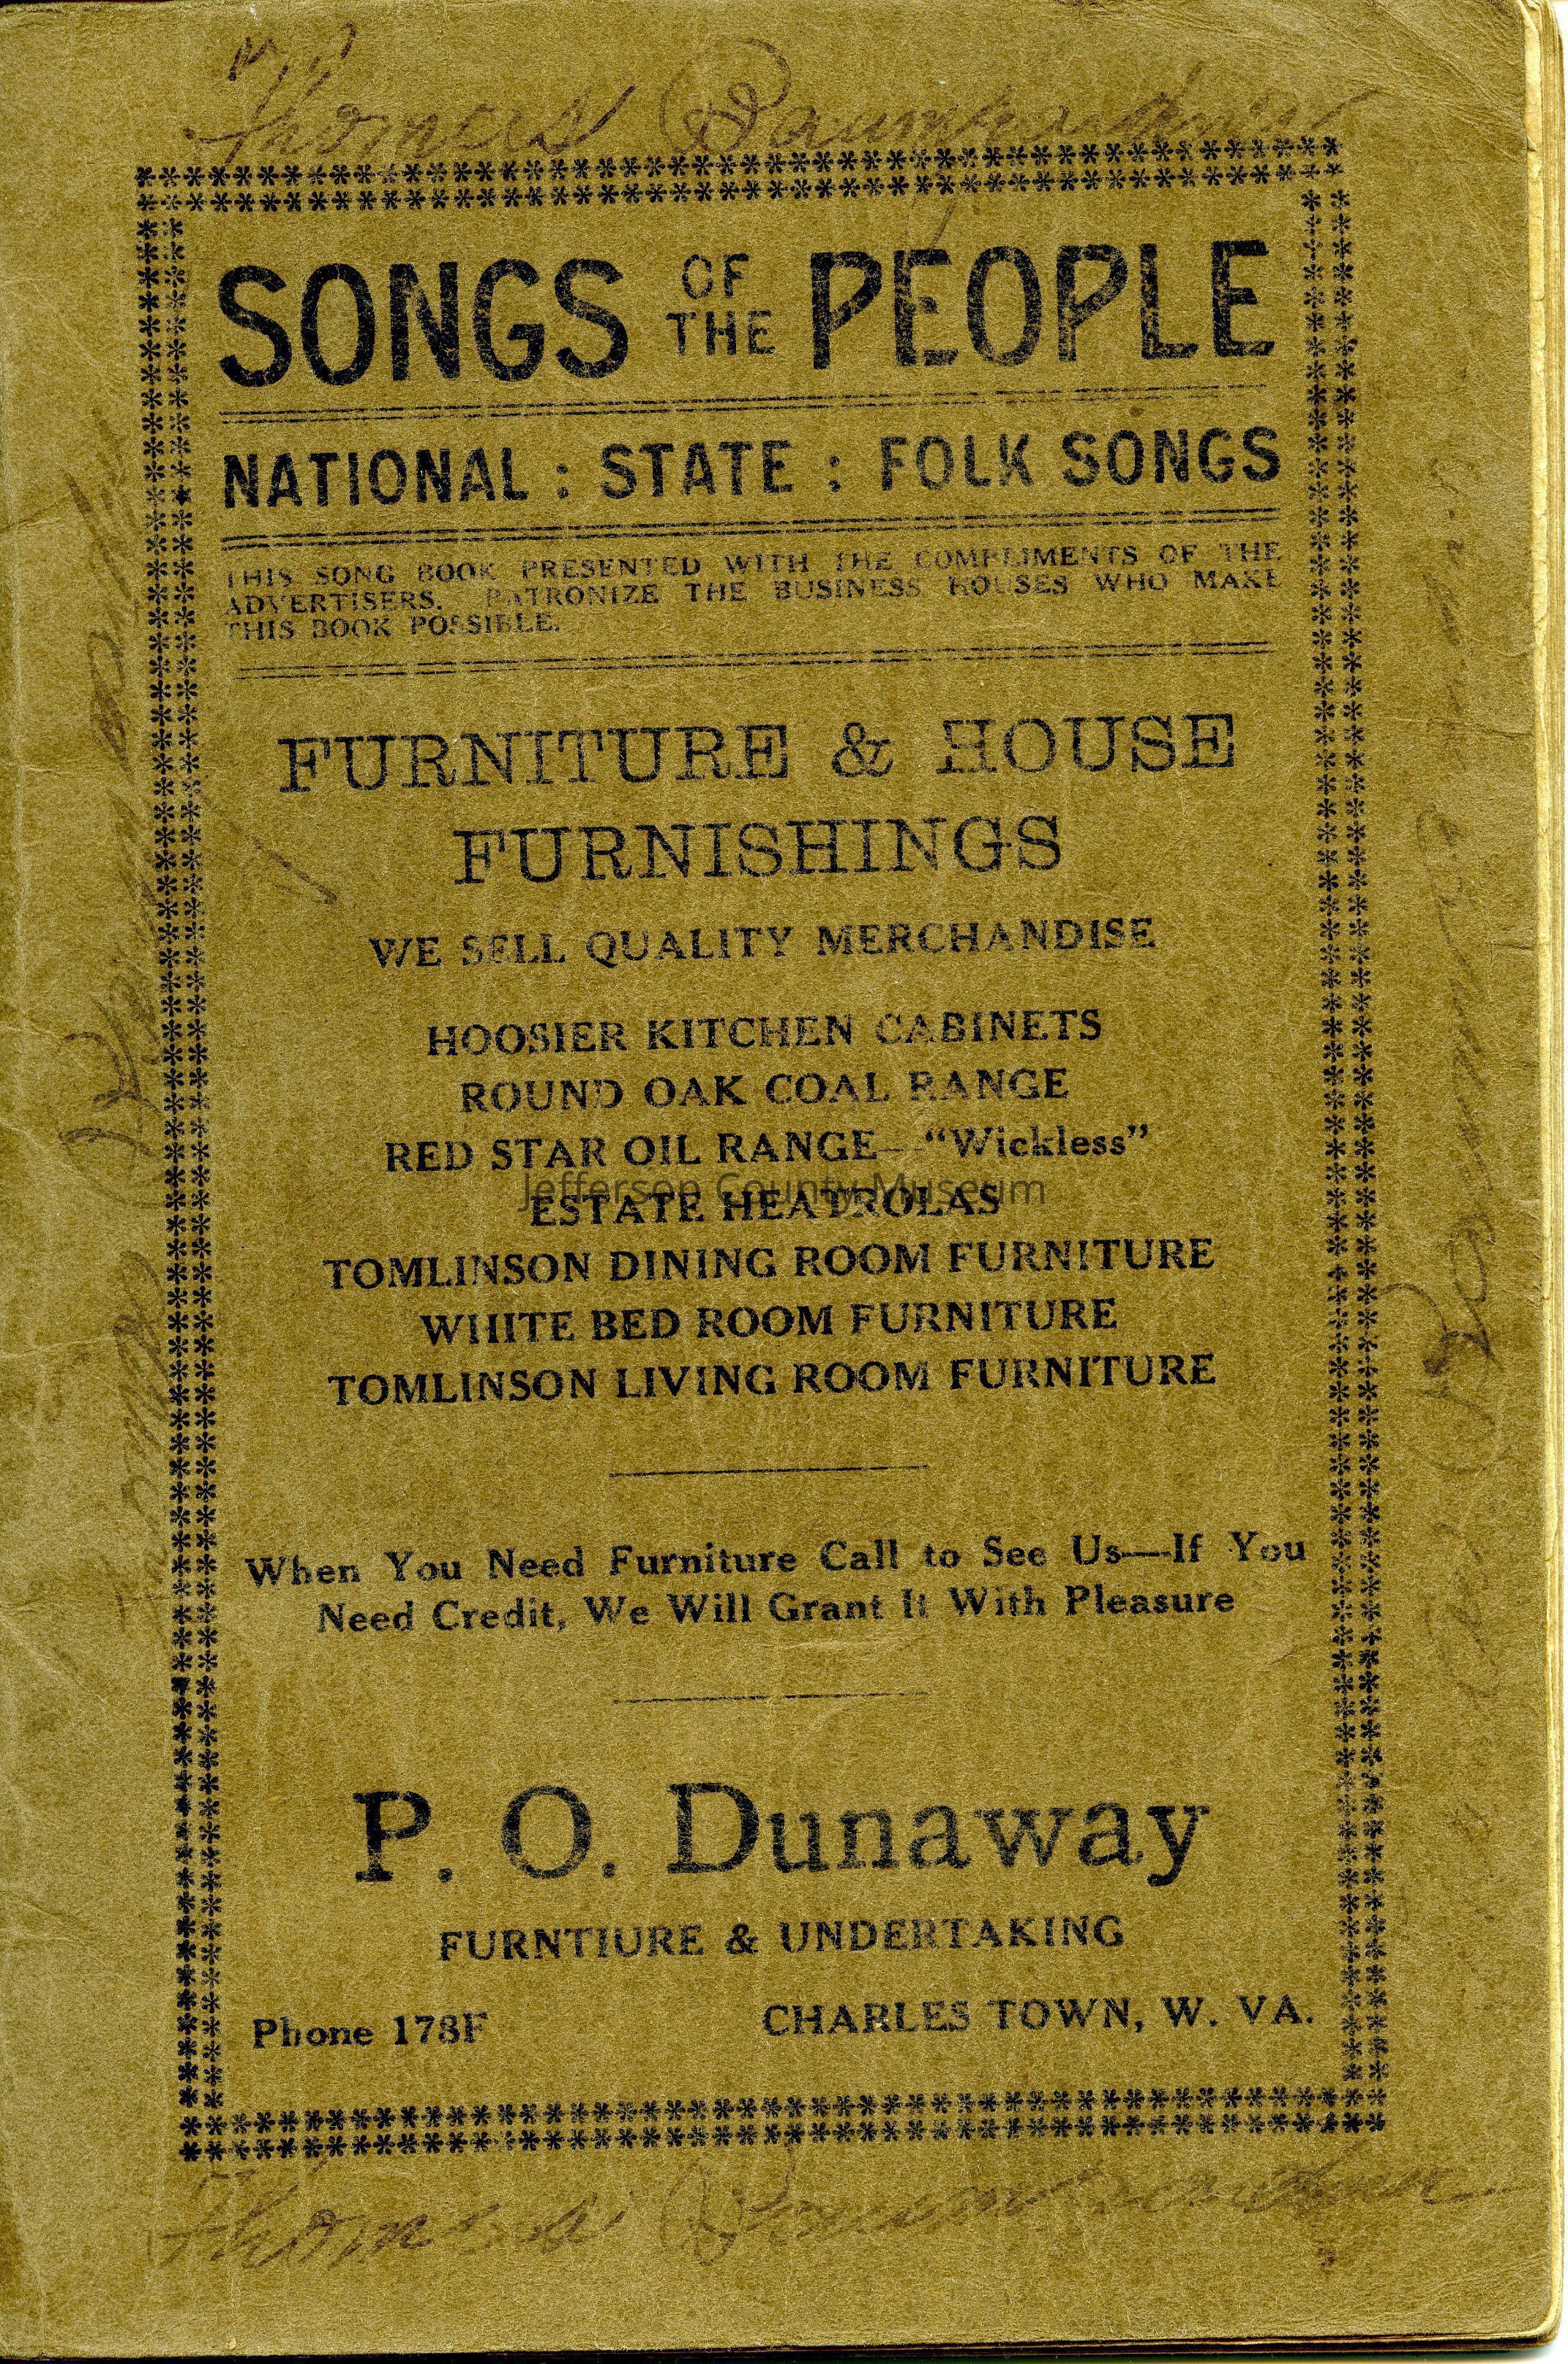 Thomas
SONGS OF THE PEOPLE
NATIONAL : STATE : FOLK SONGS
THIS SONG BOOK PRESENTED WITH THE COMPLIMENTS OF THE
ADVERTISERS. PATRONIZE THE BUSINESS HOUSES WHO MAKE
THIS BOOK POSSIBLE.
FURNITURE & HOUSE
FURNISHINGS
WE SELL QUALITY MERCHANDISE
HOOSIER KITCHEN CABINETS
ROUND OAK COAL RANGE
RED STAR OIL RANGE—"Wickless"
Jefferson County Museum
ESTATE HEATROLAS
TOMLINSON DINING ROOM FURNITURE
WHITE BED ROOM FURNITURE
TOMLINSON LIVING ROOM FURNITURE
When You Need Furniture Call to See Us—If You
Need Credit, We Will Grant It With Pleasure
P. O. Dunaway
FURNTIURE & UNDERTAKING
Phone 178F CHARLES TOWN, W. VA.
Thomas